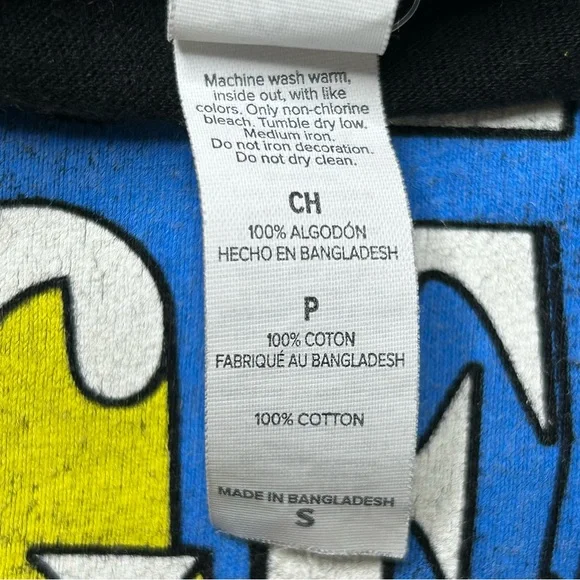 Machine wash warm,
inside out, with like
colors. Only non-chlorine
bleach. Tumble dry low.
Medium iron.
Do not iron decoration.
Do not dry clean.
CH
100% ALGODÓN
HECHO EN BANGLADESH
P
100% COTON
FABRIQUÉ AU BANGLADESH
100% COTTON
MADE IN BANGLADESH
S